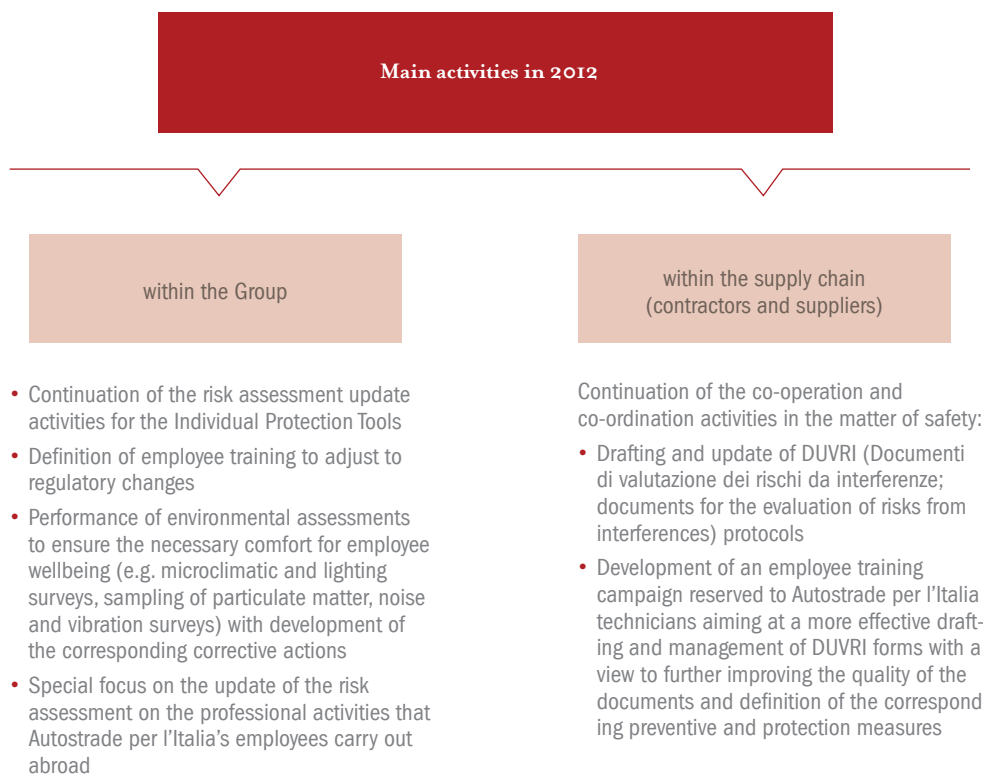 Main activities in 2012
within the Group
• Continuation of the risk assessment update
activities for the Individual Protection Tools
• Definition of employee training to adjust to
regulatory changes
• Performance of environmental assessments
to ensure the necessary comfort for employee
wellbeing (e.g. microclimatic and lighting
surveys, sampling of particulate matter, noise
and vibration surveys) with development of
the corresponding corrective actions
• Special focus on the update of the risk
assessment on the professional activities that
Autostrade per l’Italia’s employees carry out
abroad
within the supply chain
(contractors and suppliers)
Continuation of the co-operation and
co-ordination activities in the matter of safety:
• Drafting and update of DUVRI (Documenti
di valutazione dei rischi da interferenze;
documents for the evaluation of risks from
interferences) protocols
• Development of an employee training
campaign reserved to Autostrade per l’Italia
technicians aiming at a more effective draft-
ing and management of DUVRI forms with a
view to further improving the quality of the
documents and definition of the correspond
ing preventive and protection measures